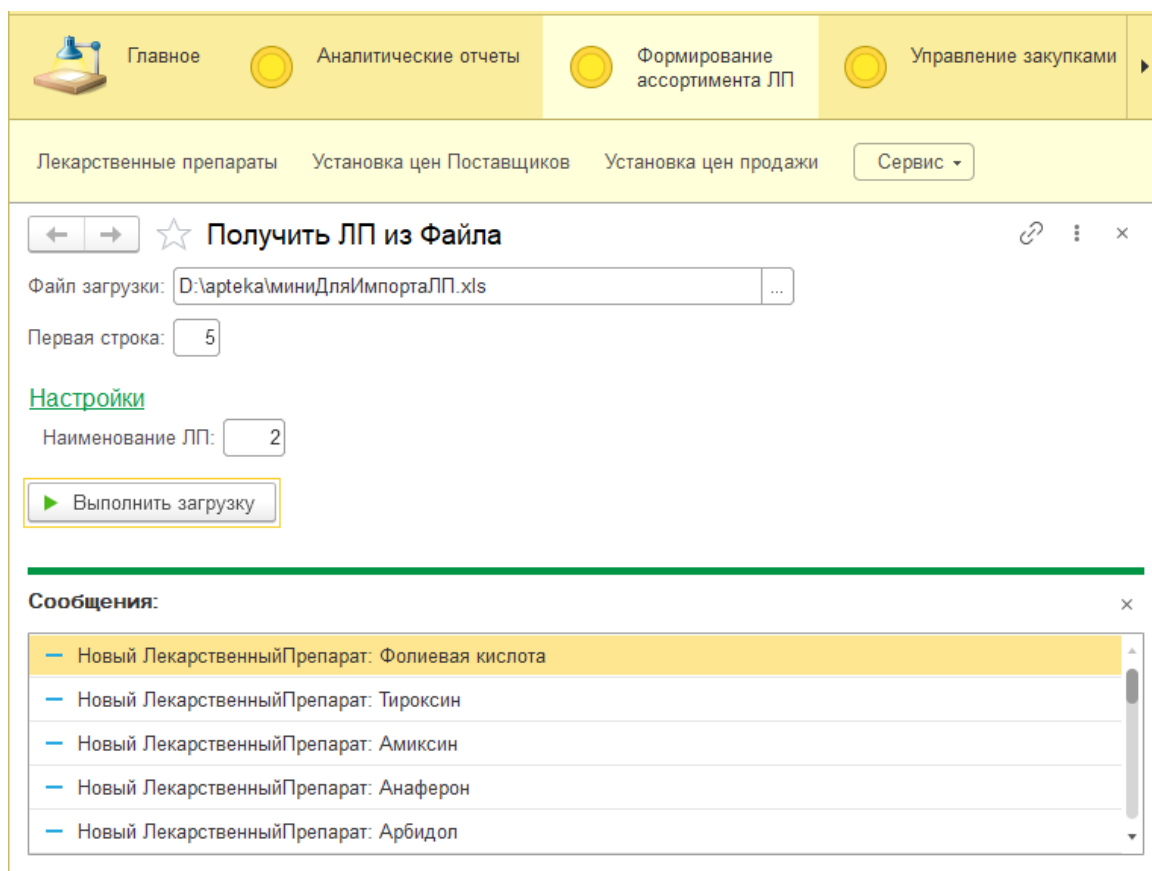 Главное
Аналитические отчеты
Формирование
ассортимента ЛП
Управление закупками
Лекарственные препараты
Установка цен Поставщиков
Установка цен продажи
Сервис
Получить ЛП из Файла
Файл загрузки: D:\apteka\миниДляИмпортаЛП.xls ...
Первая строка: 5
Настройки
Наименование ЛП: 2
Выполнить загрузку
Сообщения:
Новый ЛекарственныйПрепарат: Фолиевая кислота
Новый ЛекарственныйПрепарат: Тироксин
Новый ЛекарственныйПрепарат: Амиксин
Новый ЛекарственныйПрепарат: Анаферон
Новый ЛекарственныйПрепарат: Арбидол